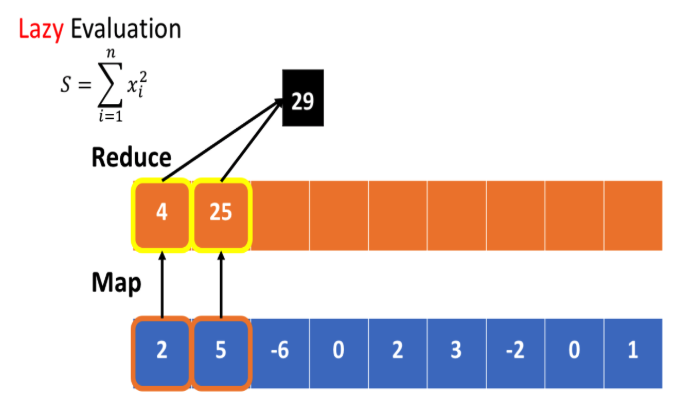 Lazy Evaluation
S = \sum_{i=1}^{n} x_i^2
29
Reduce
4 25
Map
2 5 -6 0 2 3 -2 0 1